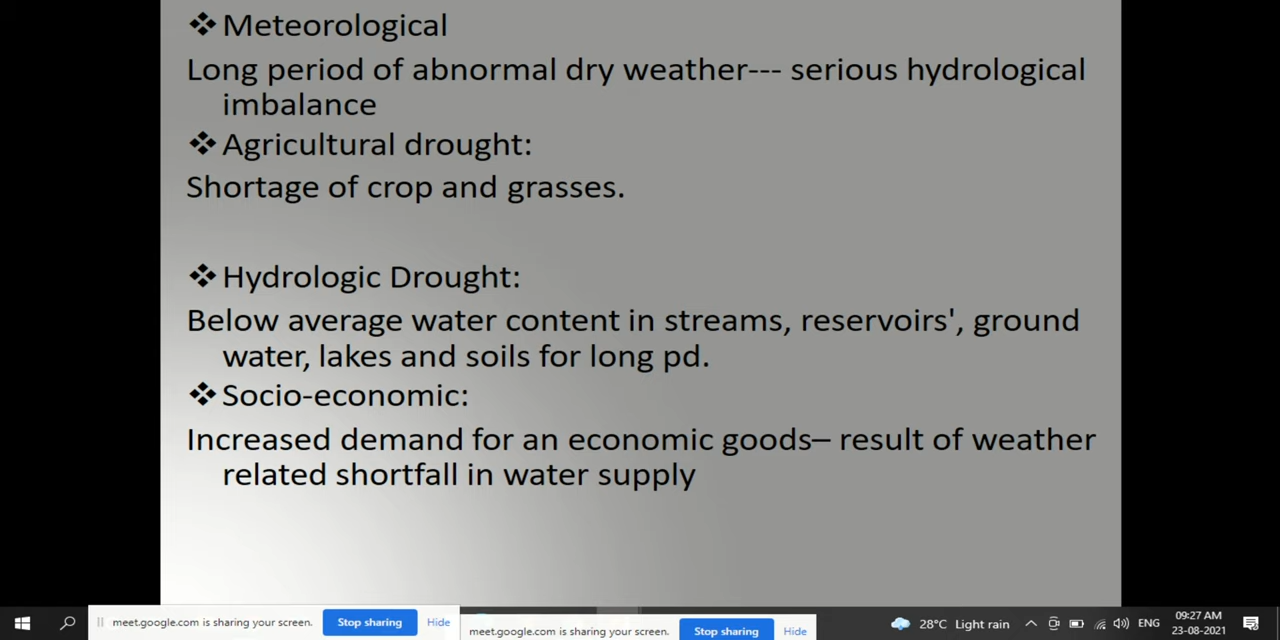 ❖ Meteorological
Long period of abnormal dry weather--- serious hydrological
imbalance
❖ Agricultural drought:
Shortage of crop and grasses.
❖ Hydrologic Drought:
Below average water content in streams, reservoirs', ground
water, lakes and soils for long pd.
❖ Socio-economic:
Increased demand for an economic goods– result of weather
related shortfall in water supply
meet.google.com is sharing your screen. Stop sharing Hide
meet.google.com is sharing your screen. Stop sharing Hide
28°C Light rain
ENG
09:27 AM
23-08-2021